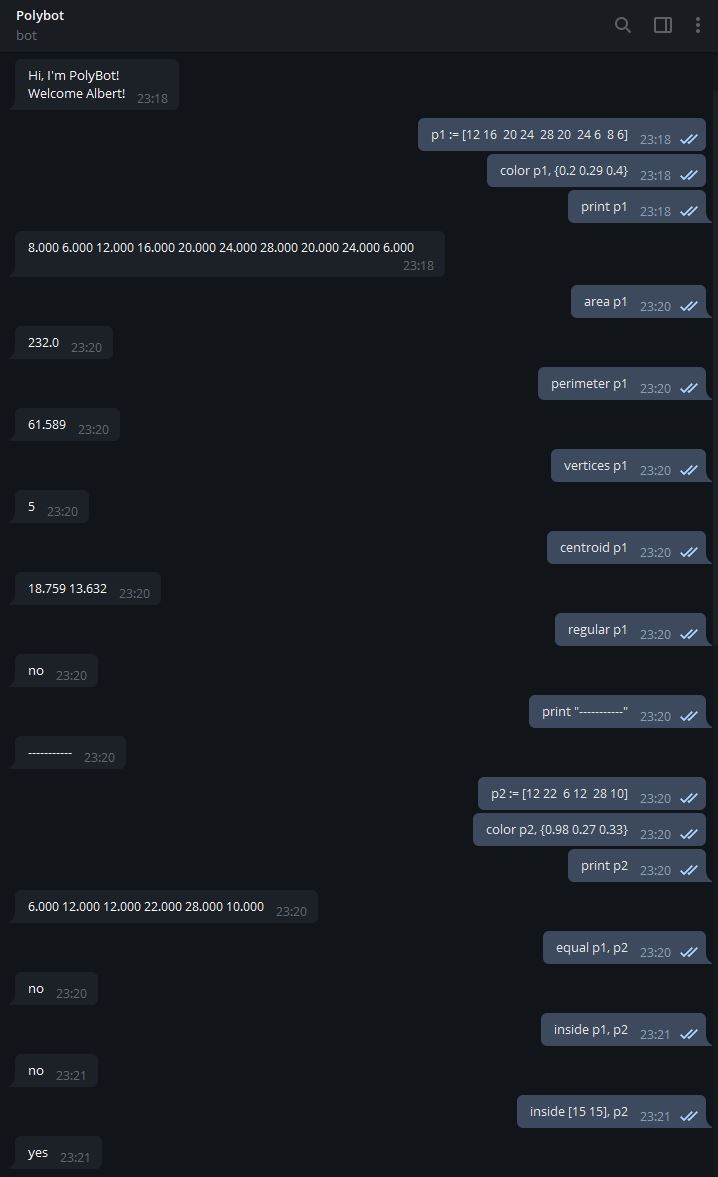 Polybot
bot
Hi, I'm PolyBot!
Welcome Albert! 23:18
p1 := [12 16  20 24  28 20  24 6  8 6] 23:18
color p1, {0.2 0.29 0.4} 23:18
print p1 23:18
8.000 6.000 12.000 16.000 20.000 24.000 28.000 20.000 24.000 6.000
23:18
area p1 23:20
232.0 23:20
perimeter p1 23:20
61.589 23:20
vertices p1 23:20
5 23:20
centroid p1 23:20
18.759 13.632 23:20
regular p1 23:20
no 23:20
print "-----------" 23:20
----------- 23:20
p2 := [12 22  6 12  28 10] 23:20
color p2, {0.98 0.27 0.33} 23:20
print p2 23:20
6.000 12.000 12.000 22.000 28.000 10.000 23:20
equal p1, p2 23:20
no 23:20
inside p1, p2 23:21
no 23:21
inside [15 15], p2 23:21
yes 23:21